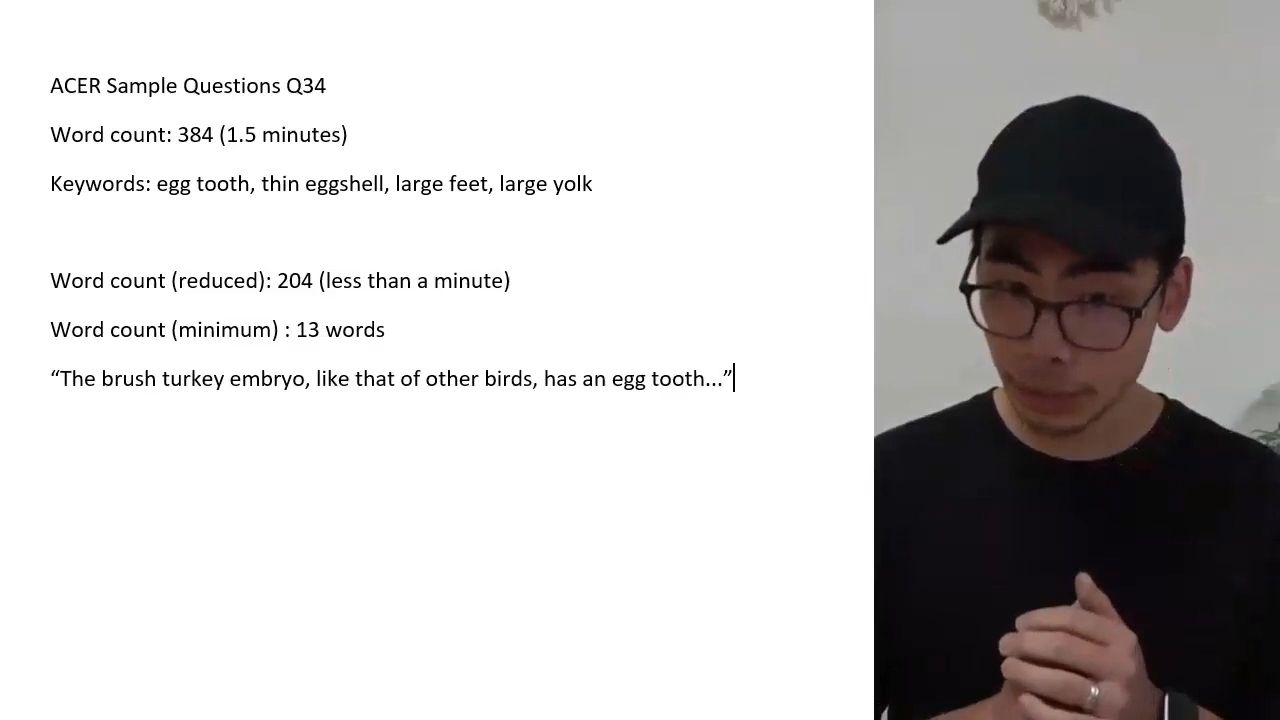 ACER Sample Questions Q34
Word count: 384 (1.5 minutes)
Keywords: egg tooth, thin eggshell, large feet, large yolk
Word count (reduced): 204 (less than a minute)
Word count (minimum) : 13 words
“The brush turkey embryo, like that of other birds, has an egg tooth...”